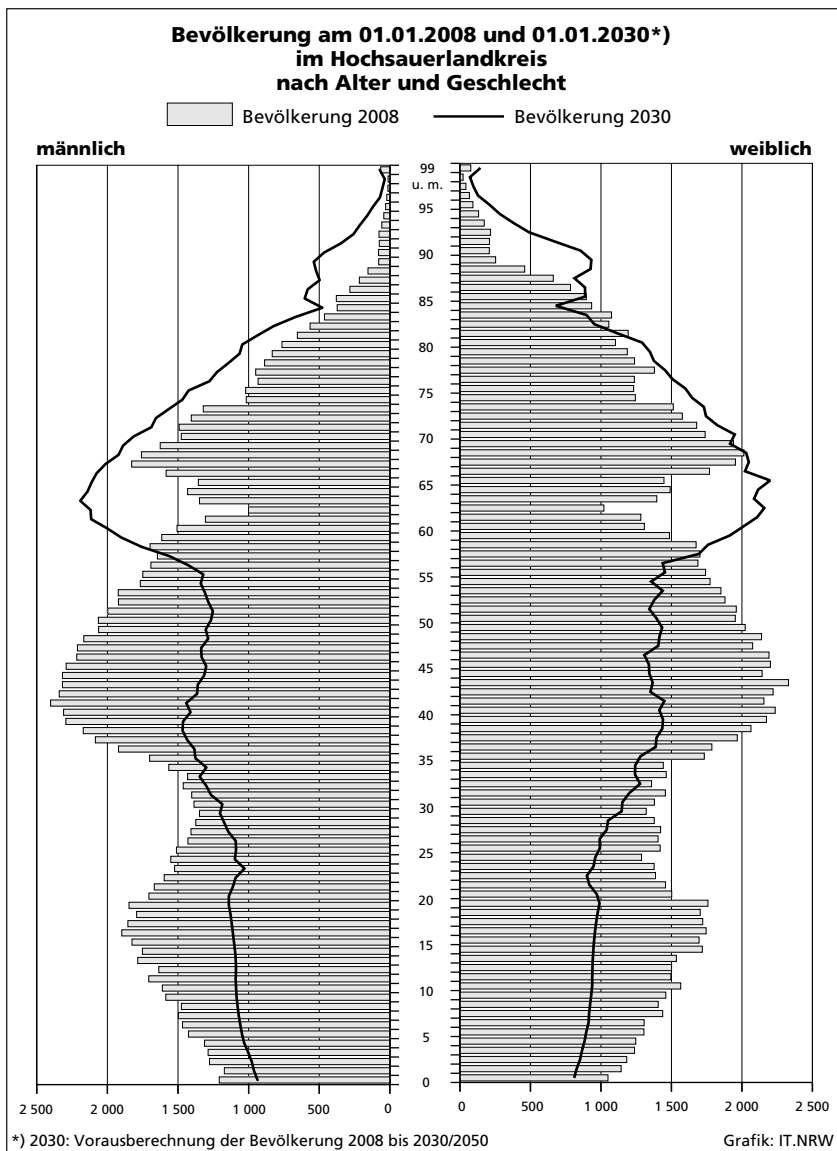 Bevölkerung am 01.01.2008 und 01.01.2030*)
im Hochsauerlandkreis
nach Alter und Geschlecht
Bevölkerung 2008
Bevölkerung 2030
männlich
weiblich
99
u. m.
95
90
85
80
75
70
65
60
55
50
45
40
35
30
25
20
15
10
5
0
2 500 2 000 1 500 1 000 500 0
0 500 1 000 1 500 2 000 2 500
*) 2030: Vorausberechnung der Bevölkerung 2008 bis 2030/2050
Grafik: IT.NRW